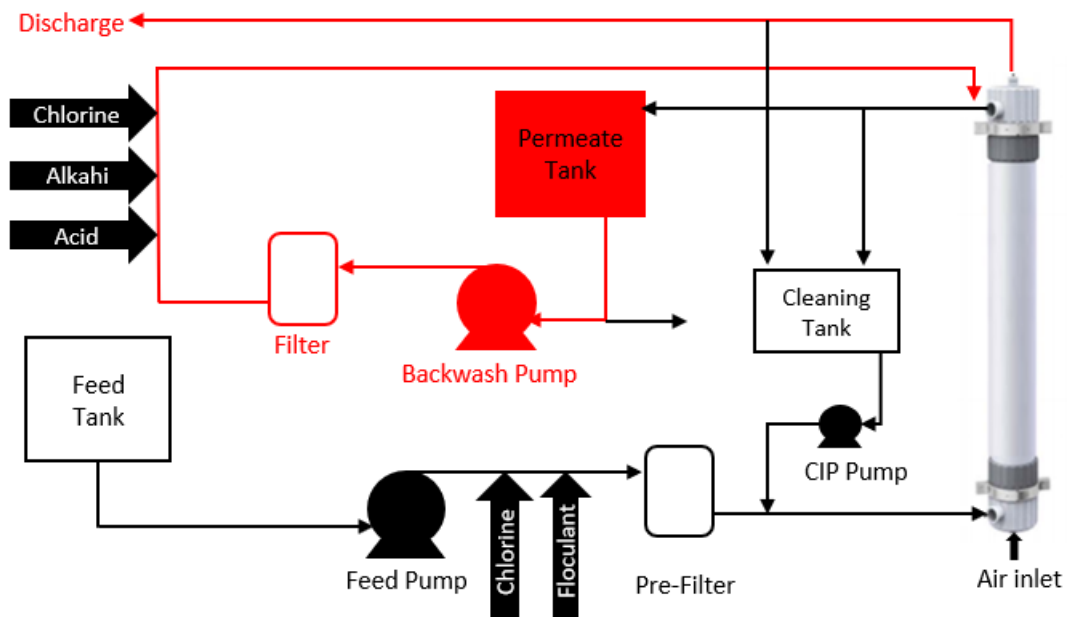 Discharge
Chlorine
Alkahi
Acid
Permeate
Tank
Filter
Backwash Pump
Cleaning
Tank
Feed
Tank
CIP Pump
Feed Pump
Chlorine
Floculant
Pre-Filter
Air inlet